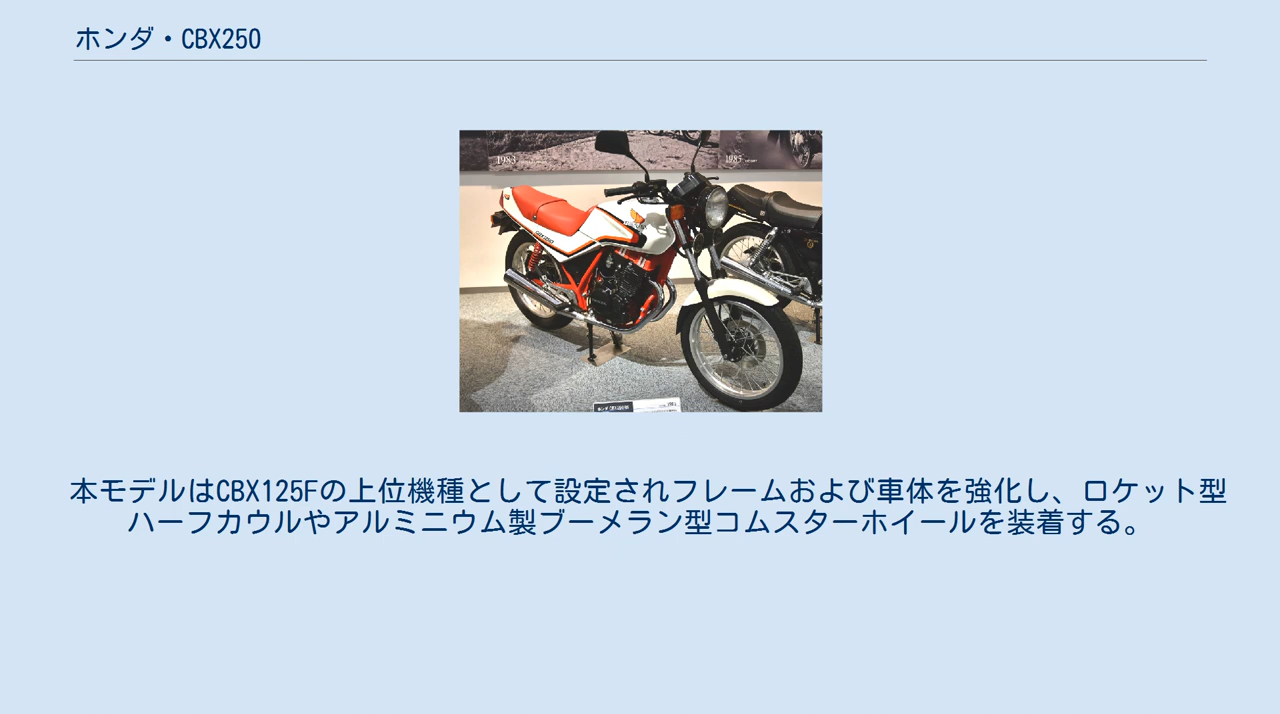 ホンダ・CBX250
1983
1985
本モデルはCBX125Fの上位機種として設定されフレームおよび車体を強化し、ロケット型
ハーフカウルやアルミニウム製ブーメラン型コムスターホイールを装着する。